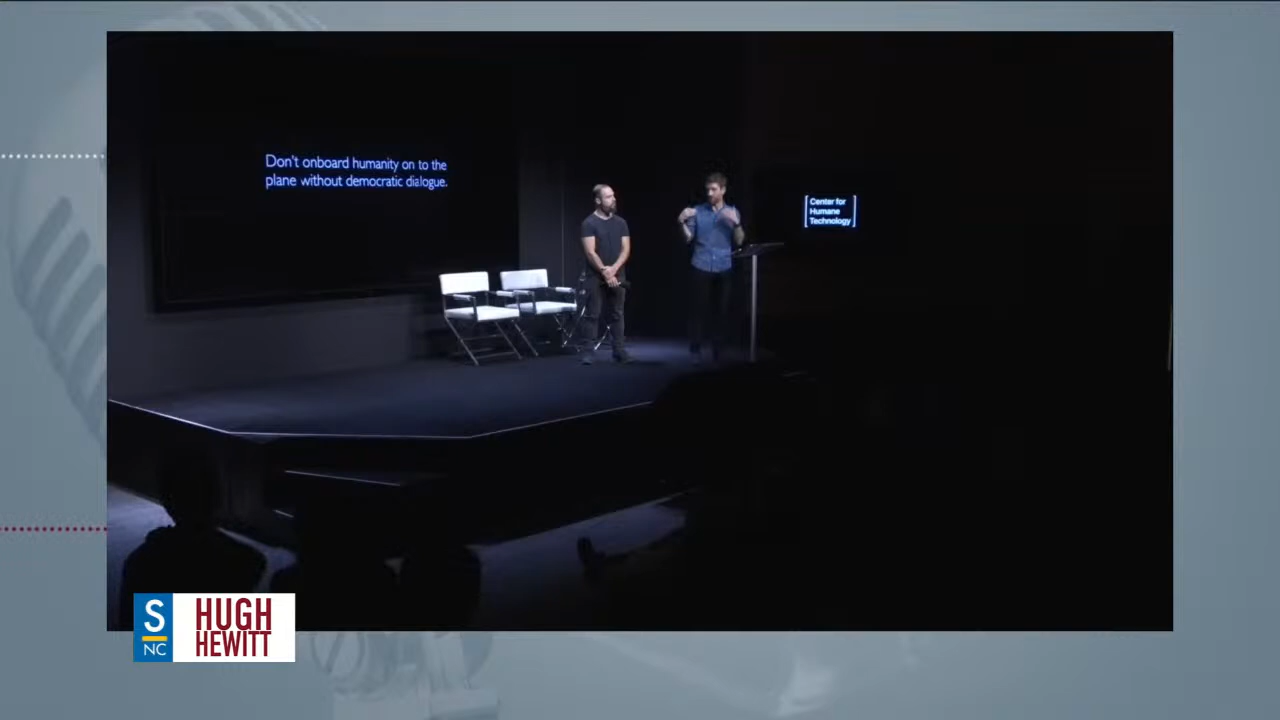 Don't onboard humanity on to the
plane without democratic dialogue.
Center for
Humane
Technology
S
NC
HUGH
HEWITT